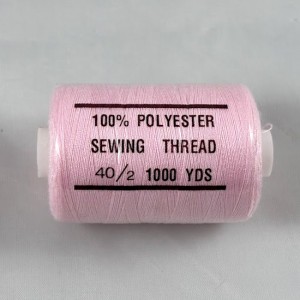 100% POLYESTER
SEWING THREAD
40/2 1000 YDS